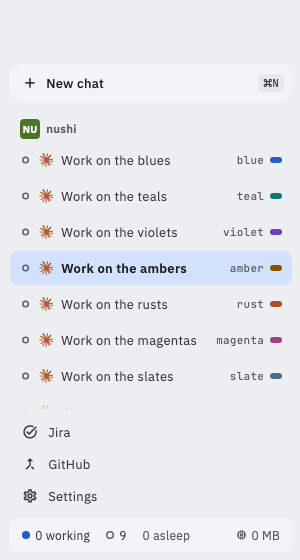 New chat ⌘N
NU nushi
Work on the blues blue
Work on the teals teal
Work on the violets violet
Work on the ambers amber
Work on the rusts rust
Work on the magentas magenta
Work on the slates slate
Jira
GitHub
Settings
0 working 9 0 asleep 0 MB